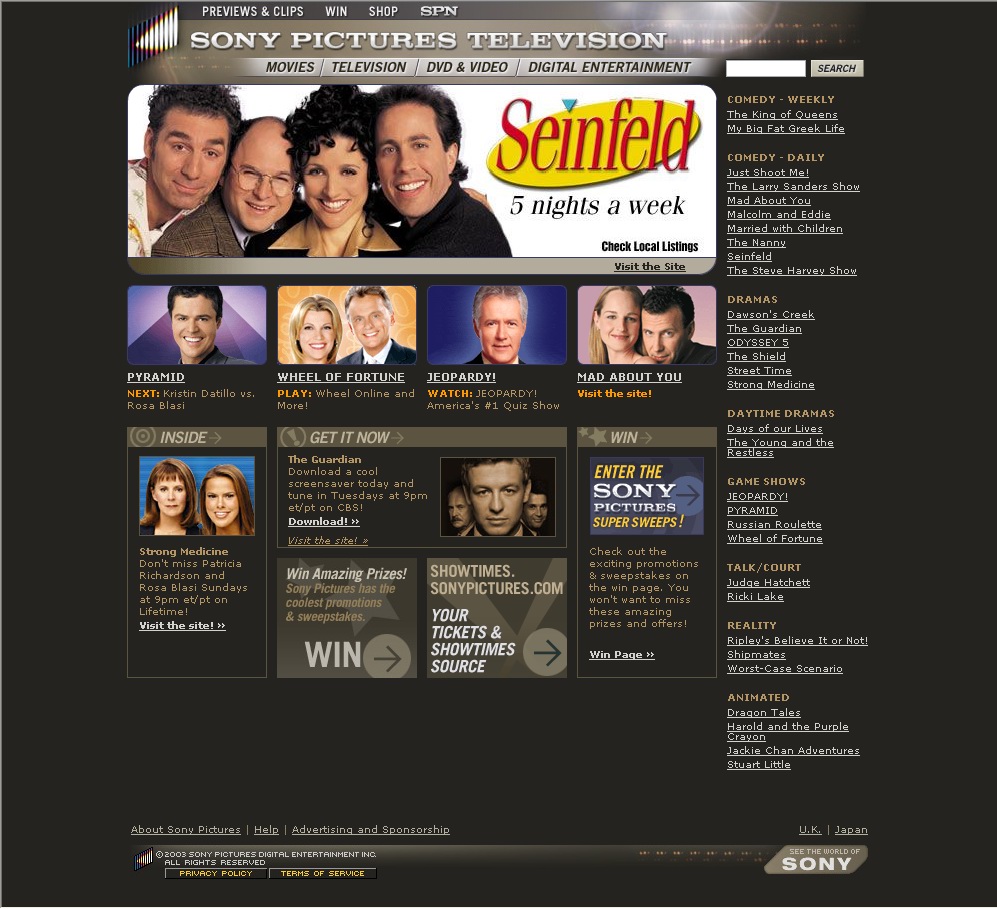 PREVIEWS & CLIPS WIN SHOP SPN
SONY PICTURES TELEVISION
MOVIES TELEVISION DVD & VIDEO DIGITAL ENTERTAINMENT
SEARCH
Seinfeld
5 nights a week
Check Local Listings
Visit the Site
PYRAMID
NEXT: Kristin Datillo vs.
Rosa Blasi
WHEEL OF FORTUNE
PLAY: Wheel Online and
More!
JEOPARDY!
WATCH: JEOPARDY!
America's #1 Quiz Show
MAD ABOUT YOU
Visit the site!
INSIDE
Strong Medicine
Don't miss Patricia
Richardson and
Rosa Blasi Sundays
at 9pm et/pt on
Lifetime!
Visit the site! ››
GET IT NOW
The Guardian
Download a cool
screensaver today and
tune in Tuesdays at 9pm
et/pt on CBS!
Download! ››
Visit the site! »
Win Amazing Prizes!
Sony Pictures has the
coolest promotions
& sweepstakes.
WIN
SHOWTIMES.
SONYPICTURES.COM
YOUR
TICKETS &
SHOWTIMES
SOURCE
WIN
ENTER THE
SONY
PICTURES
SUPER SWEEPS!
Check out the
exciting promotions
& sweepstakes on
the win page. You
won't want to miss
these amazing
prizes and offers!
Win Page ››
COMEDY - WEEKLY
The King of Queens
My Big Fat Greek Life
COMEDY - DAILY
Just Shoot Me!
The Larry Sanders Show
Mad About You
Malcolm and Eddie
Married with Children
The Nanny
Seinfeld
The Steve Harvey Show
DRAMAS
Dawson's Creek
The Guardian
ODYSSEY 5
The Shield
Street Time
Strong Medicine
DAYTIME DRAMAS
Days of our Lives
The Young and the
Restless
GAME SHOWS
JEOPARDY!
PYRAMID
Russian Roulette
Wheel of Fortune
TALK/COURT
Judge Hatchett
Ricki Lake
REALITY
Ripley's Believe It or Not!
Shipmates
Worst-Case Scenario
ANIMATED
Dragon Tales
Harold and the Purple
Crayon
Jackie Chan Adventures
Stuart Little
About Sony Pictures | Help | Advertising and Sponsorship
U.K. | Japan
©2003 SONY PICTURES DIGITAL ENTERTAINMENT INC.
ALL RIGHTS RESERVED
PRIVACY POLICY TERMS OF SERVICE
SEE THE WORLD OF
SONY